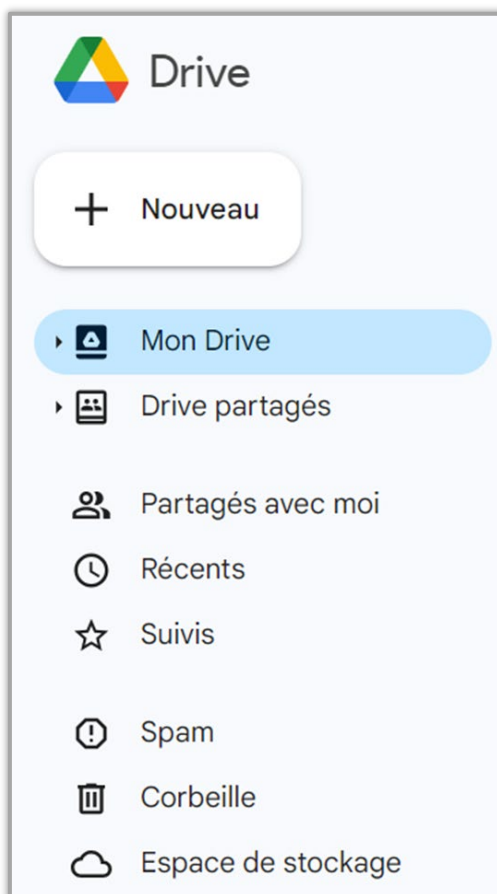 Drive
Nouveau
Mon Drive
Drive partagés
Partagés avec moi
Récents
Suivis
Spam
Corbeille
Espace de stockage